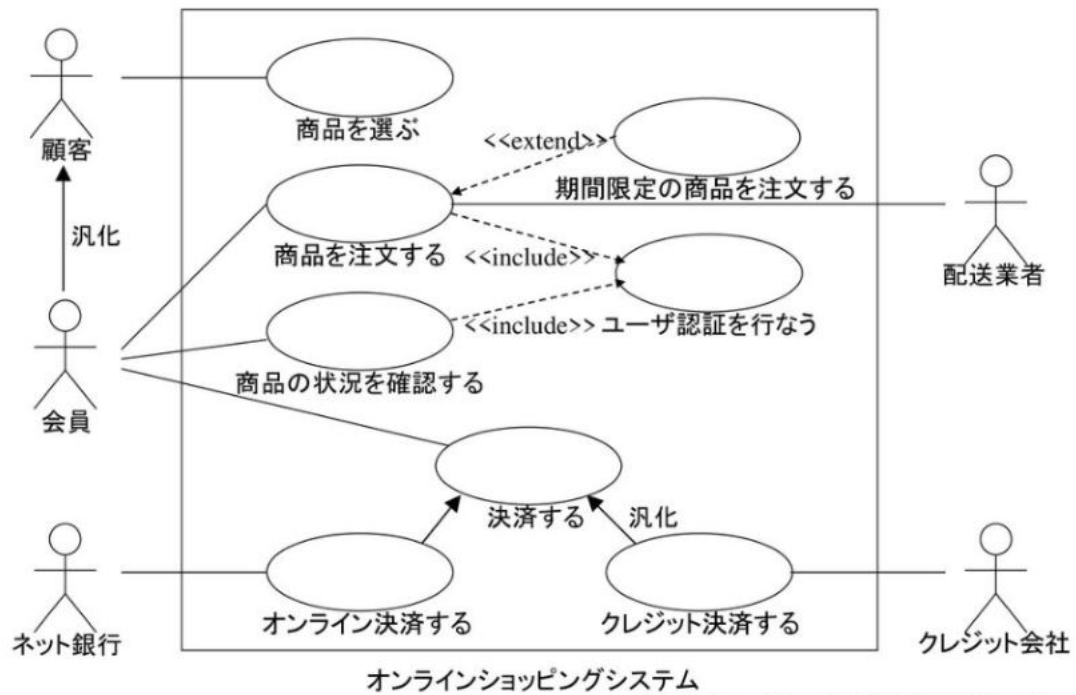 商品を選ぶ
顧客
<<extend>>
期間限定の商品を注文する
汎化
商品を注文する
<<include>>
配送業者
<<include>>
ユーザ認証を行なう
商品の状況を確認する
会員
決済する
汎化
オンライン決済する
クレジット決済する
ネット銀行
クレジット会社
オンラインショッピングシステム